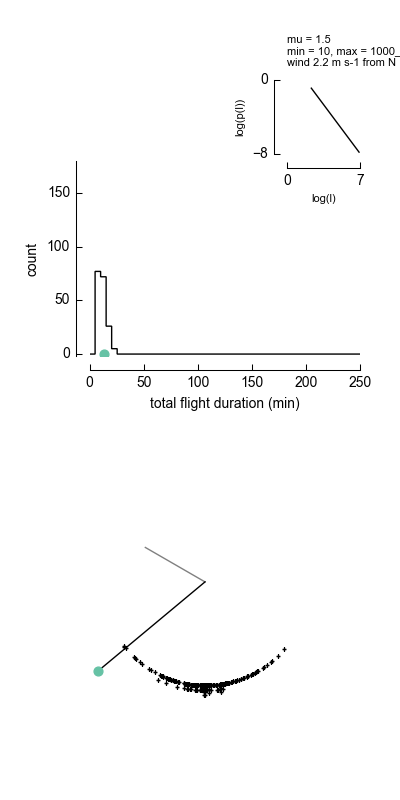 mu = 1.5
min = 10, max = 1000_
wind 2.2 m s-1 from N
0
log(p(l))
−8
0
7
log(l)
150
100
50
0
count
0
50
100
150
200
250
total flight duration (min)